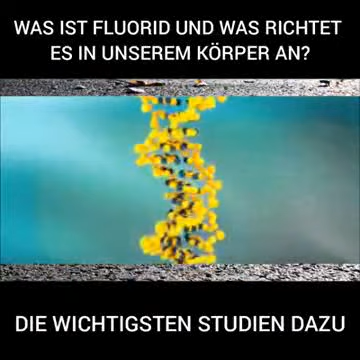 WAS IST FLUORID UND WAS RICHTET
ES IN UNSEREM KÖRPER AN?
DIE WICHTIGSTEN STUDIEN DAZU